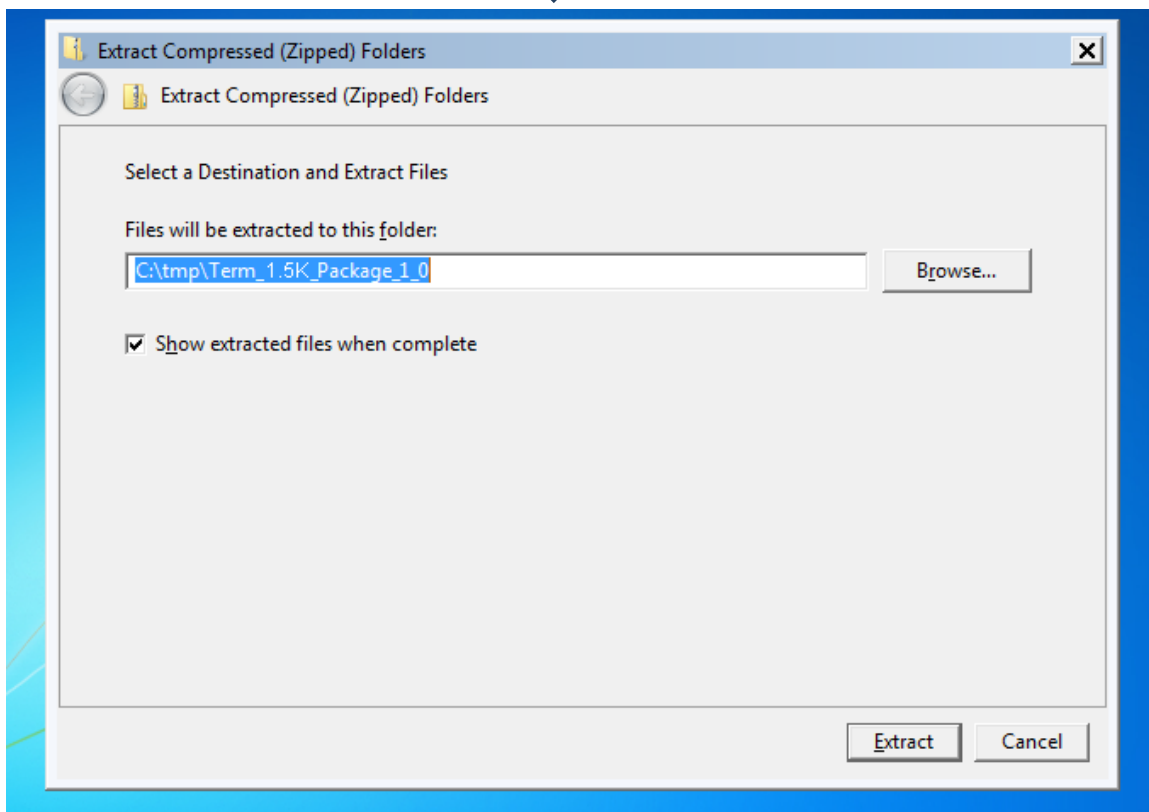 Extract Compressed (Zipped) Folders
Extract Compressed (Zipped) Folders
Select a Destination and Extract Files
Files will be extracted to this folder:
C:\tmp\Term_1.5K_Package_1_0
Browse...
Show extracted files when complete
Extract Cancel